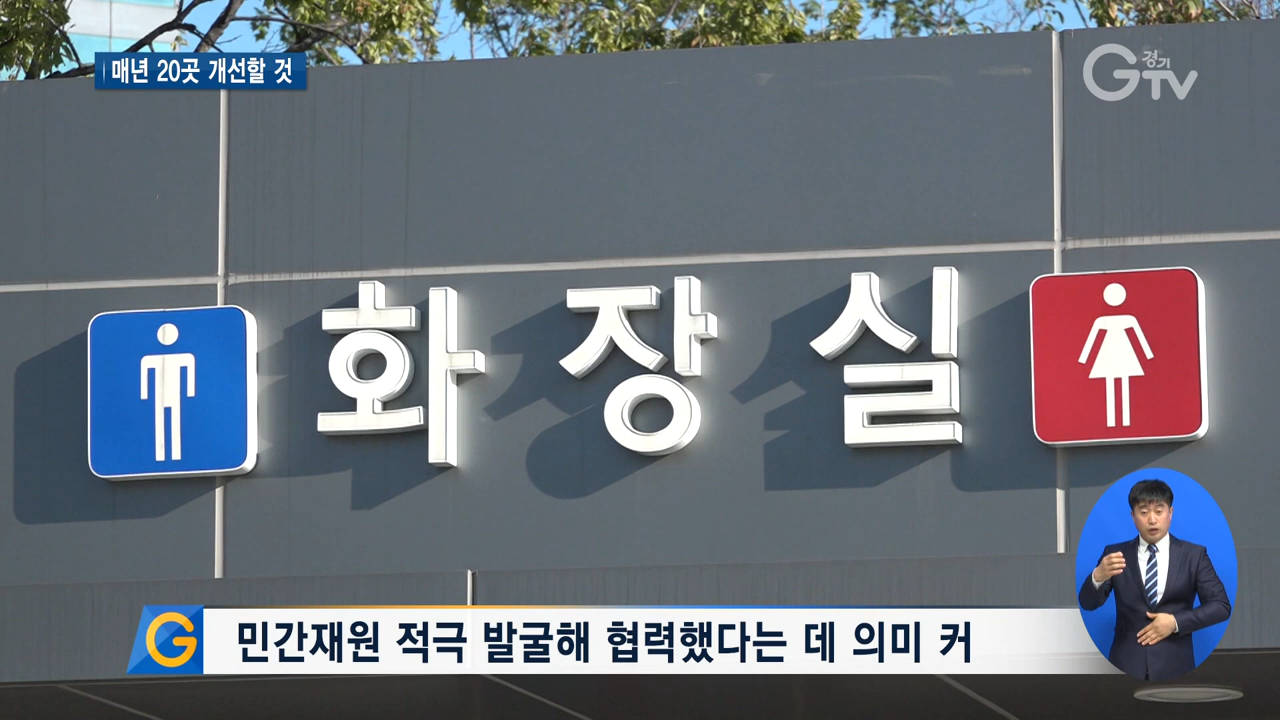 매년 20곳 개선할 것
경기
GTV
화장실
G 민간재원 적극 발굴해 협력했다는 데 의미 커